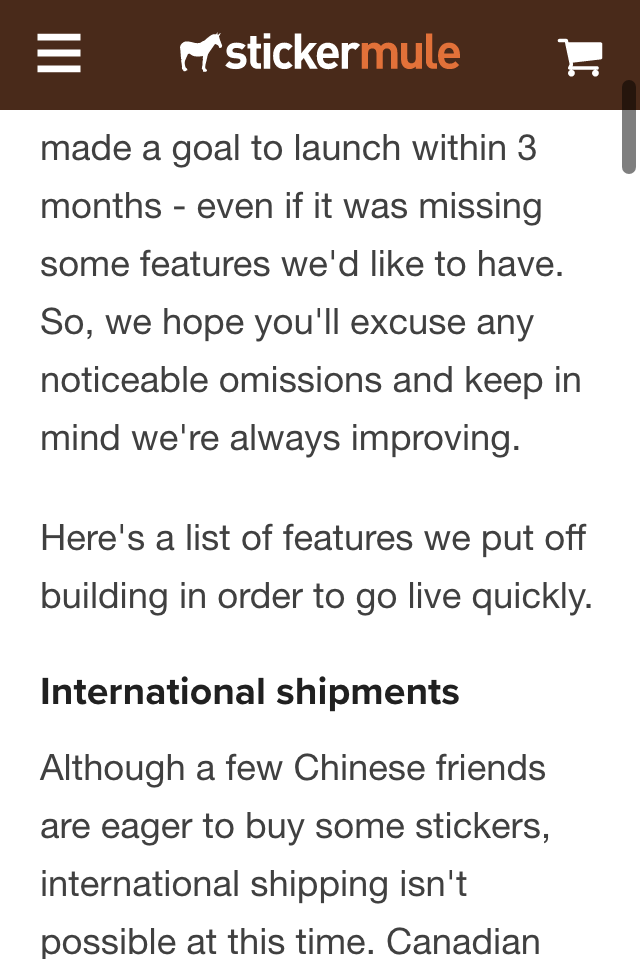 stickermule
made a goal to launch within 3
months - even if it was missing
some features we'd like to have.
So, we hope you'll excuse any
noticeable omissions and keep in
mind we're always improving.
Here's a list of features we put off
building in order to go live quickly.
International shipments
Although a few Chinese friends
are eager to buy some stickers,
international shipping isn't
possible at this time. Canadian